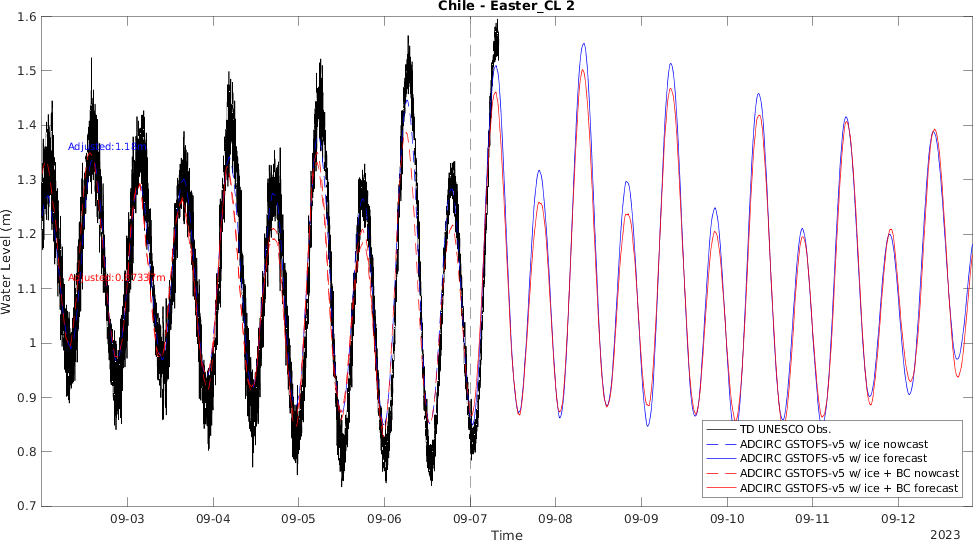 Chile - Easter_CL 2
1.6
1.5
1.4
1.3
1.2
1.1
1
0.9
0.8
0.7
Water Level (m)
Adjusted:
Adjusted:
TD UNESCO Obs.
ADCIRC GSTOFS-v5 w/ ice nowcast
ADCIRC GSTOFS-v5 w/ ice forecast
ADCIRC GSTOFS-v5 w/ ice + BC nowcast
ADCIRC GSTOFS-v5 w/ ice + BC forecast
09-03 09-04 09-05 09-06 09-07 09-08 09-09 09-10 09-11 09-12
Time
2023